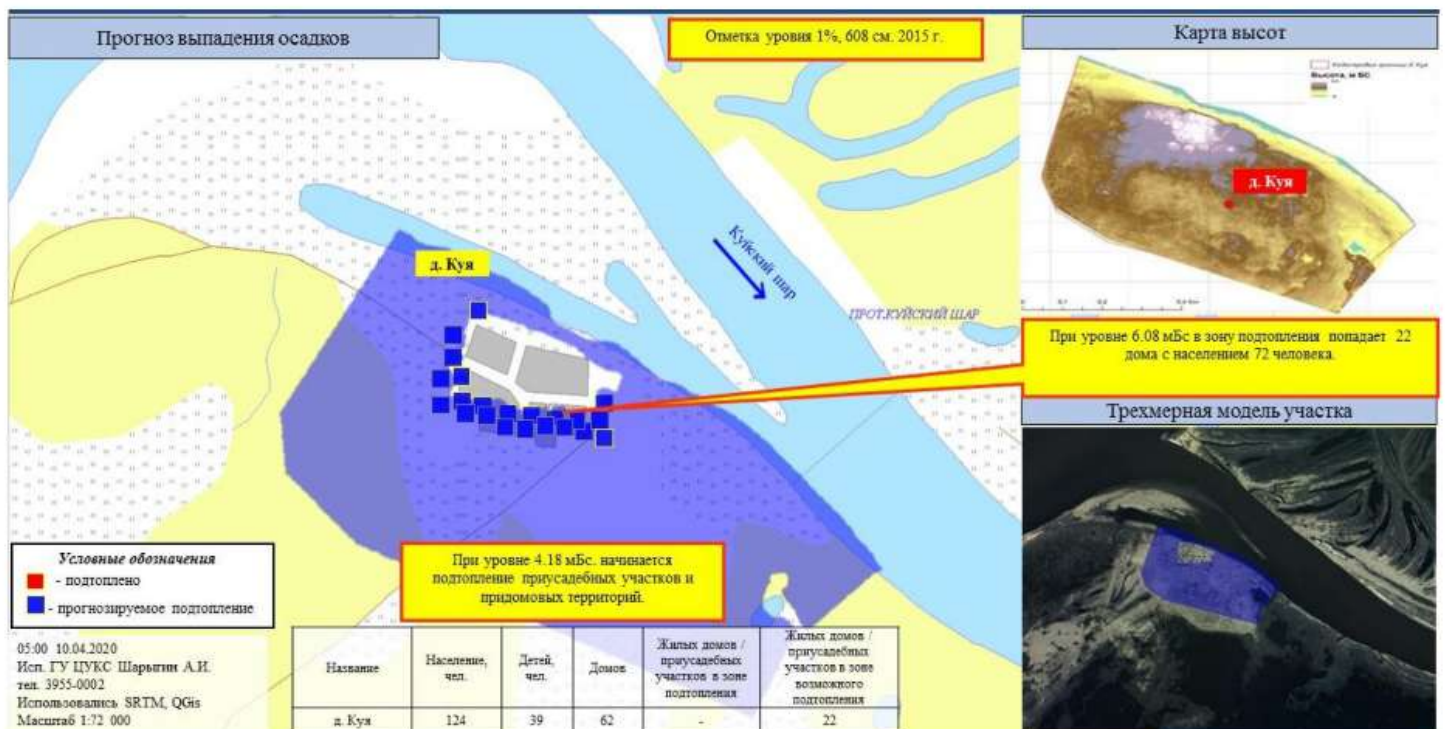 Прогноз выпадения осадков
Отметка уровня 1%, 608 см. 2015 г.
Карта высот
Высота, м БС
д. Куя
д. Куя
Куйский шар
ПРОТ.КУЙСКИЙ ШАР
При уровне 6.08 мБс в зону подтопления попадает 22
дома с населением 72 человека.
Трехмерная модель участка
Условные обозначения
- подтоплено
- прогнозируемое подтопление
При уровне 4.18 мБс. начинается
подтопление приусадебных участков и
придомовых территорий.
05:00 10.04.2020
Исп. ГУ ЦУКС Шарыгин А.И.
тел. 3955-0002
Использовались SRTM, QGis
Масштаб 1:72 000
Название
Население,
чел.
Детей,
чел.
Домов
Жилых домов /
приусадебных
участков в зоне
подтопления
Жилых домов /
приусадебных
участков в зоне
возможного
подтопления
д. Куя
124
39
62
-
22